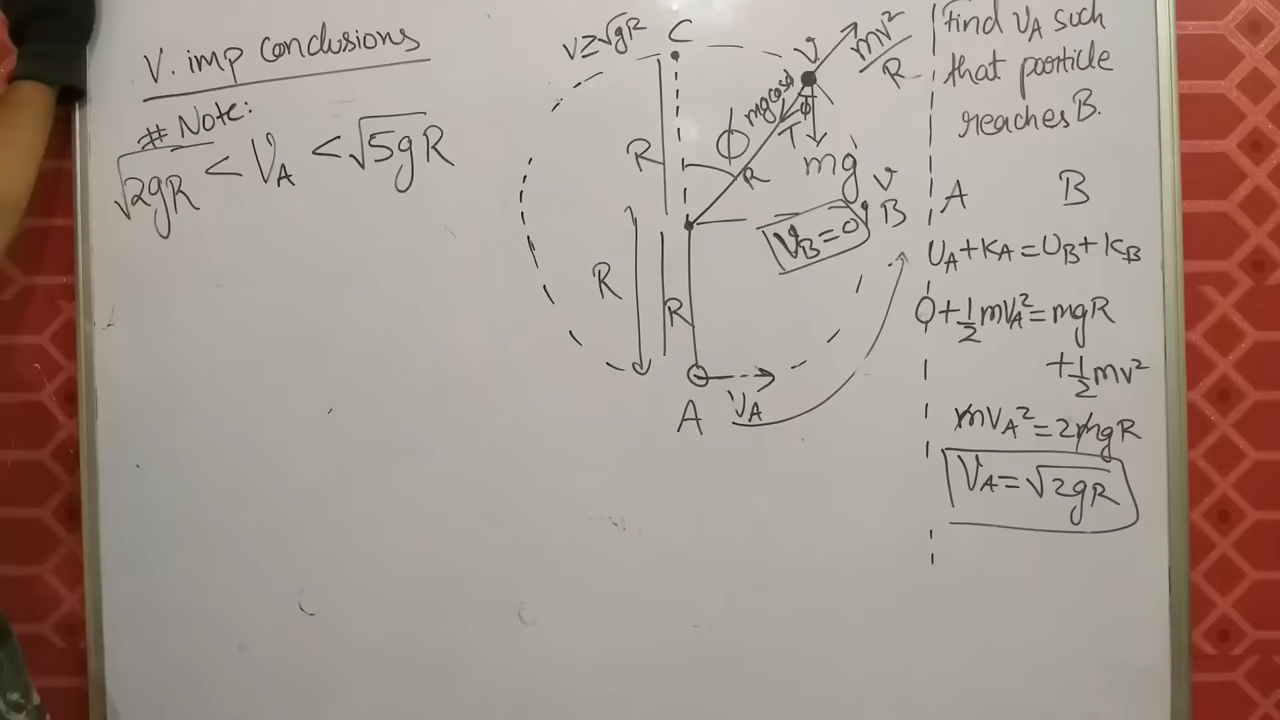 V. imp conclusions
# Note:
√2gR < VA < √5gR
V≥√gR
C
V
mv²/R
mgcosϕ
ϕ
ϕ
T
mg
R
R
R
R
V
B
VB=0
A
VA
Find VA such
that particle
reaches B.
A B
UA+KA=UB+KB
0+1/2mVA²=mgR
+1/2mv²
mVA²=2mgR
VA=√2gR